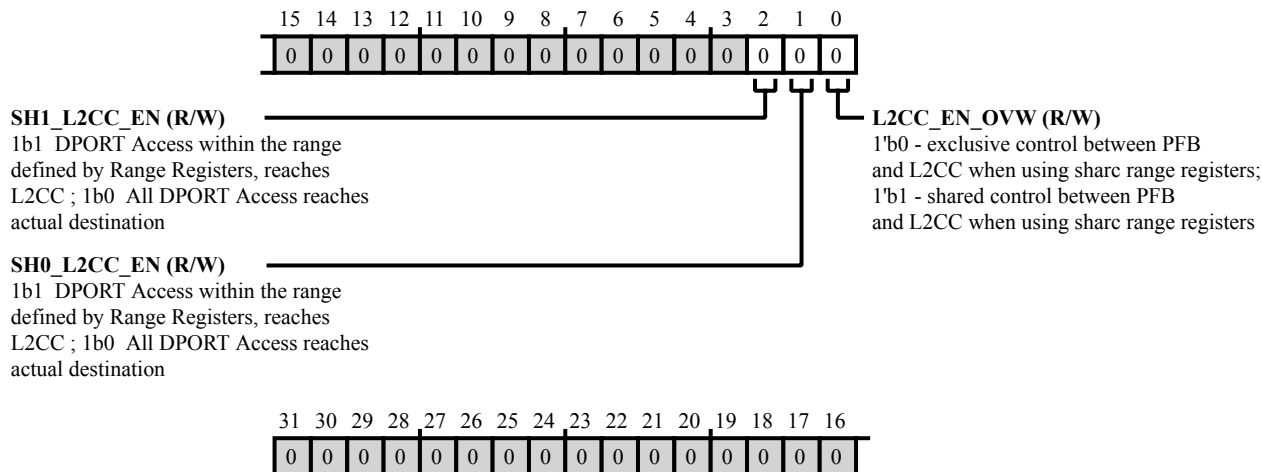 15 14 13 12 11 10 9 8 7 6 5 4 3 2 1 0
0 0 0 0 0 0 0 0 0 0 0 0 0 0 0 0
SH1_L2CC_EN (R/W)
1b1 DPORT Access within the range
defined by Range Registers, reaches
L2CC ; 1b0 All DPORT Access reaches
actual destination
L2CC_EN_OVW (R/W)
1'b0 - exclusive control between PFB
and L2CC when using sharc range registers;
1'b1 - shared control between PFB
and L2CC when using sharc range registers
SH0_L2CC_EN (R/W)
1b1 DPORT Access within the range
defined by Range Registers, reaches
L2CC ; 1b0 All DPORT Access reaches
actual destination
31 30 29 28 27 26 25 24 23 22 21 20 19 18 17 16
0 0 0 0 0 0 0 0 0 0 0 0 0 0 0 0